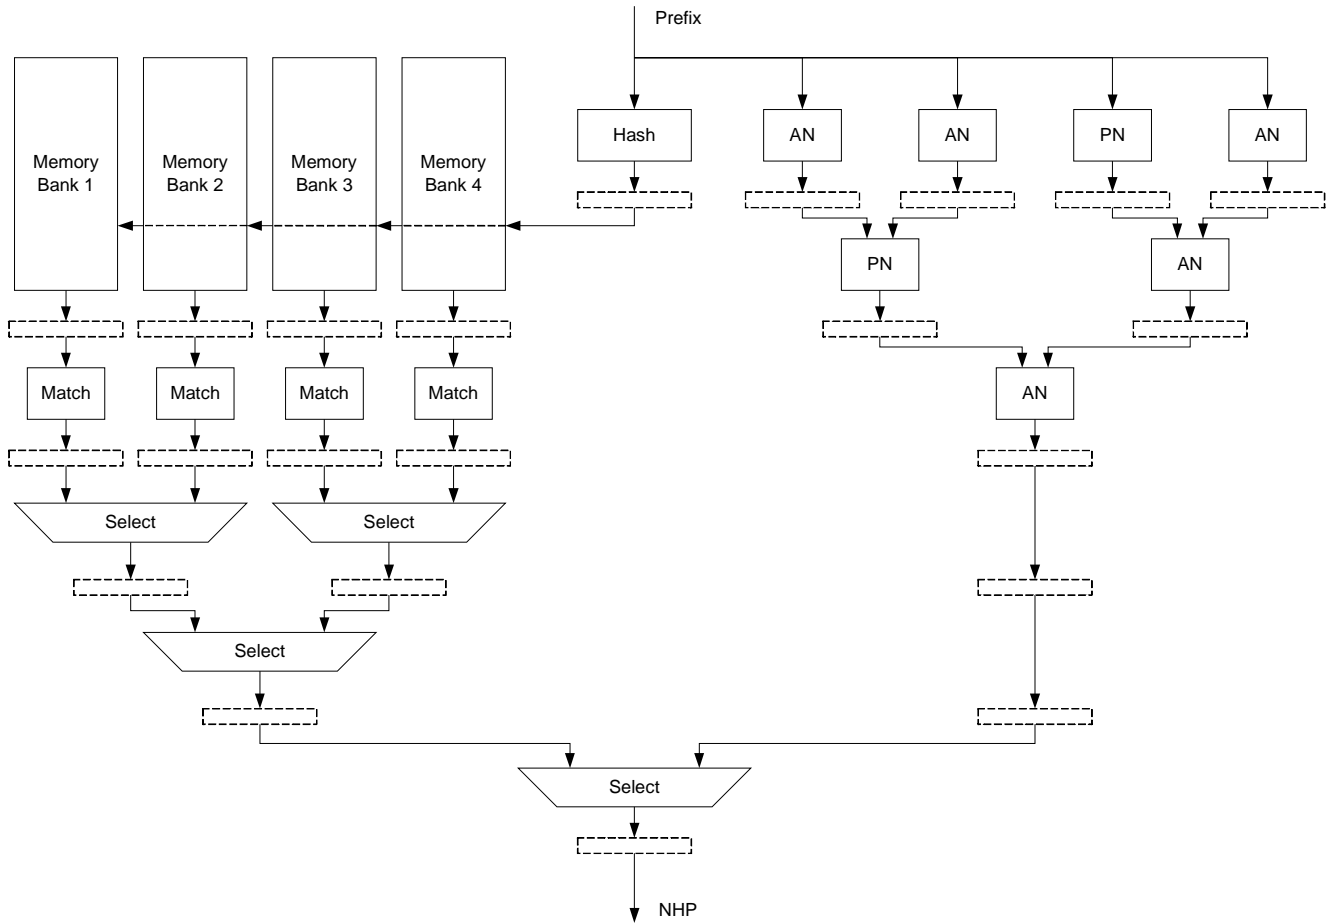 Prefix
Memory
Bank 1
Memory
Bank 2
Memory
Bank 3
Memory
Bank 4
Hash
AN
AN
PN
AN
PN
AN
Match
Match
Match
Match
AN
Select
Select
Select
Select
NHP